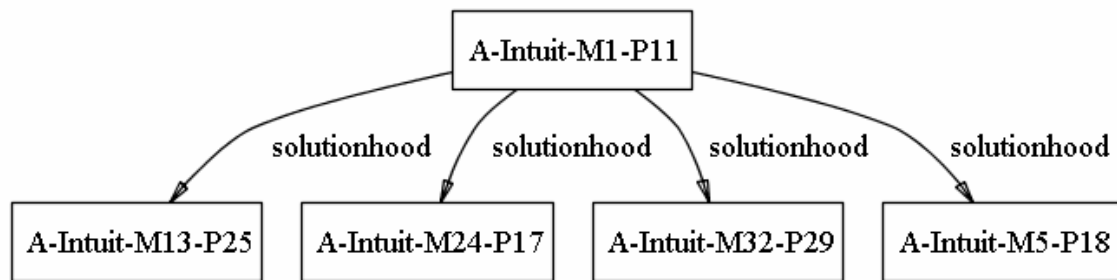 A-Intuit-M1-P11
solutionhood solutionhood solutionhood solutionhood
A-Intuit-M13-P25 A-Intuit-M24-P17 A-Intuit-M32-P29 A-Intuit-M5-P18